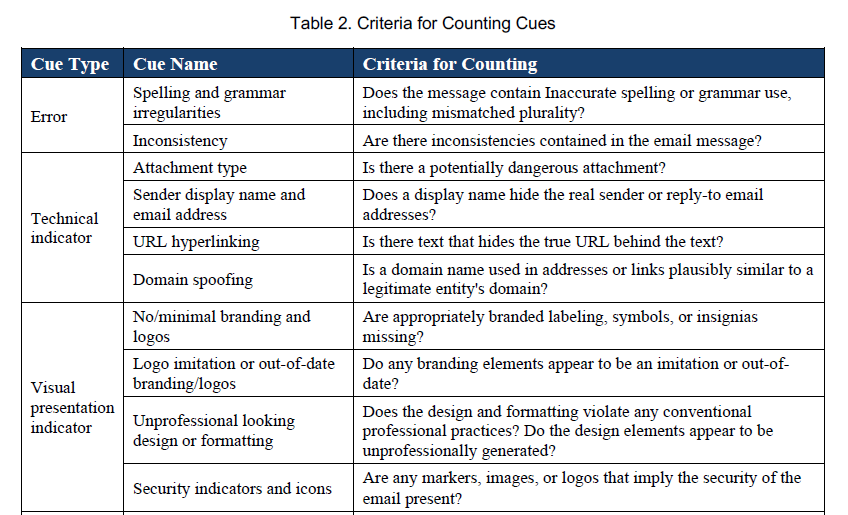 Table 2. Criteria for Counting Cues
Cue Type Cue Name Criteria for Counting
Error
Spelling and grammar
irregularities
Does the message contain Inaccurate spelling or grammar use,
including mismatched plurality?
Inconsistency
Are there inconsistencies contained in the email message?
Technical
indicator
Attachment type
Is there a potentially dangerous attachment?
Sender display name and
email address
Does a display name hide the real sender or reply-to email
addresses?
URL hyperlinking
Is there text that hides the true URL behind the text?
Domain spoofing
Is a domain name used in addresses or links plausibly similar to a
legitimate entity's domain?
Visual
presentation
indicator
No/minimal branding and
logos
Are appropriately branded labeling, symbols, or insignias
missing?
Logo imitation or out-of-date
branding/logos
Do any branding elements appear to be an imitation or out-of-
date?
Unprofessional looking
design or formatting
Does the design and formatting violate any conventional
professional practices? Do the design elements appear to be
unprofessionally generated?
Security indicators and icons
Are any markers, images, or logos that imply the security of the
email present?